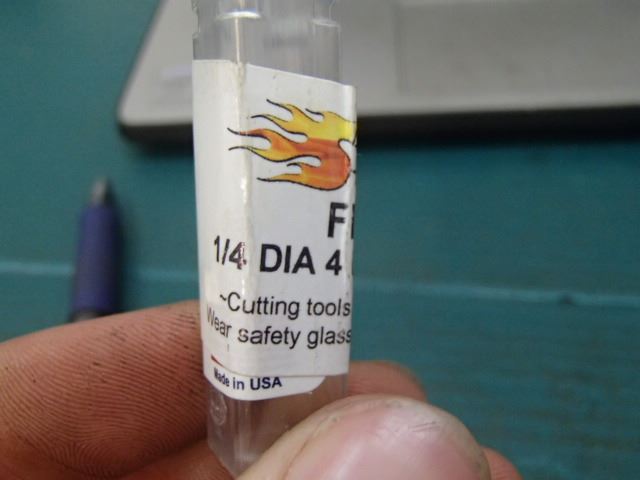 1/4 DIA 4
~Cutting tools
Wear safety glass
Made in USA